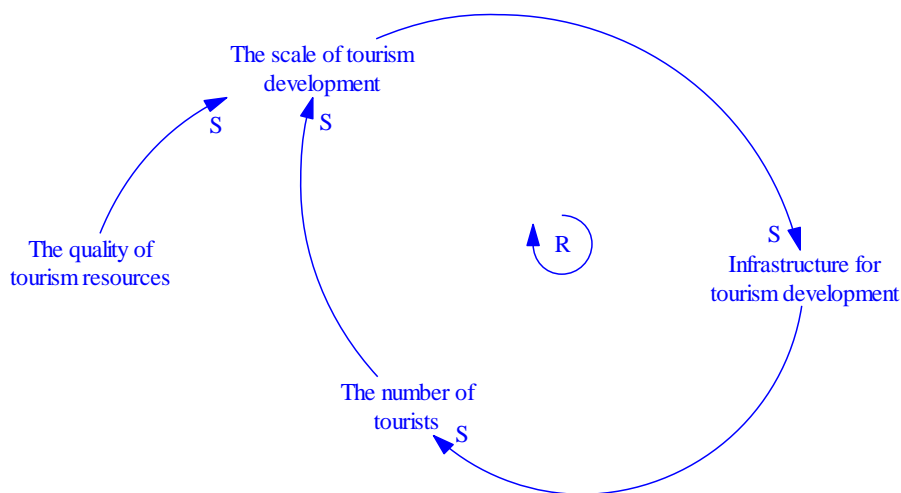 The scale of tourism
development
S
S
The quality of
tourism resources
R
S
Infrastructure for
tourism development
The number of
tourists
S